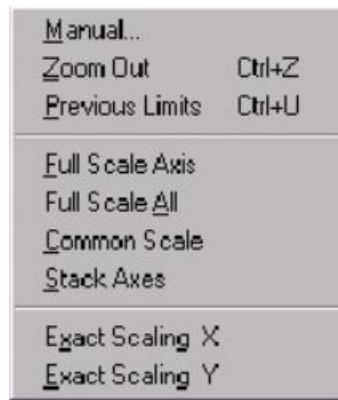 Manual...
Zoom Out Ctrl+Z
Previous Limits Ctrl+U
Full Scale Axis
Full Scale All
Common Scale
Stack Axes
Exact Scaling X
Exact Scaling Y